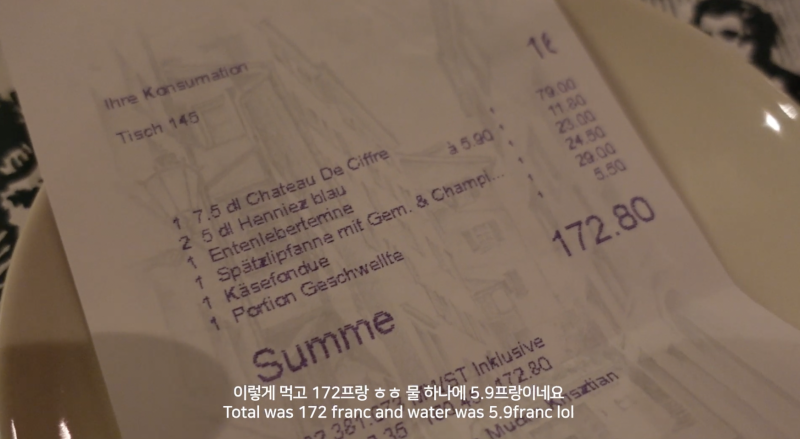 Ihre Konsumation
Tisch 145
1 7.5 dl Chateau De Ciffre 79.00
2 5 dl Henniez blau à 5.90 11.80
1 Entenleberterrine 23.00
1 Spätzlipfanne mit Gem. & Champi... 24.50
1 Käsefondue 29.00
1 Portion Geschwellte 5.50
Summe 172.80
Inklusive
172.80
이렇게 먹고 172프랑 ㅎㅎ 물 하나에 5.9프랑이네요
Total was 172 franc and water was 5.9franc lol